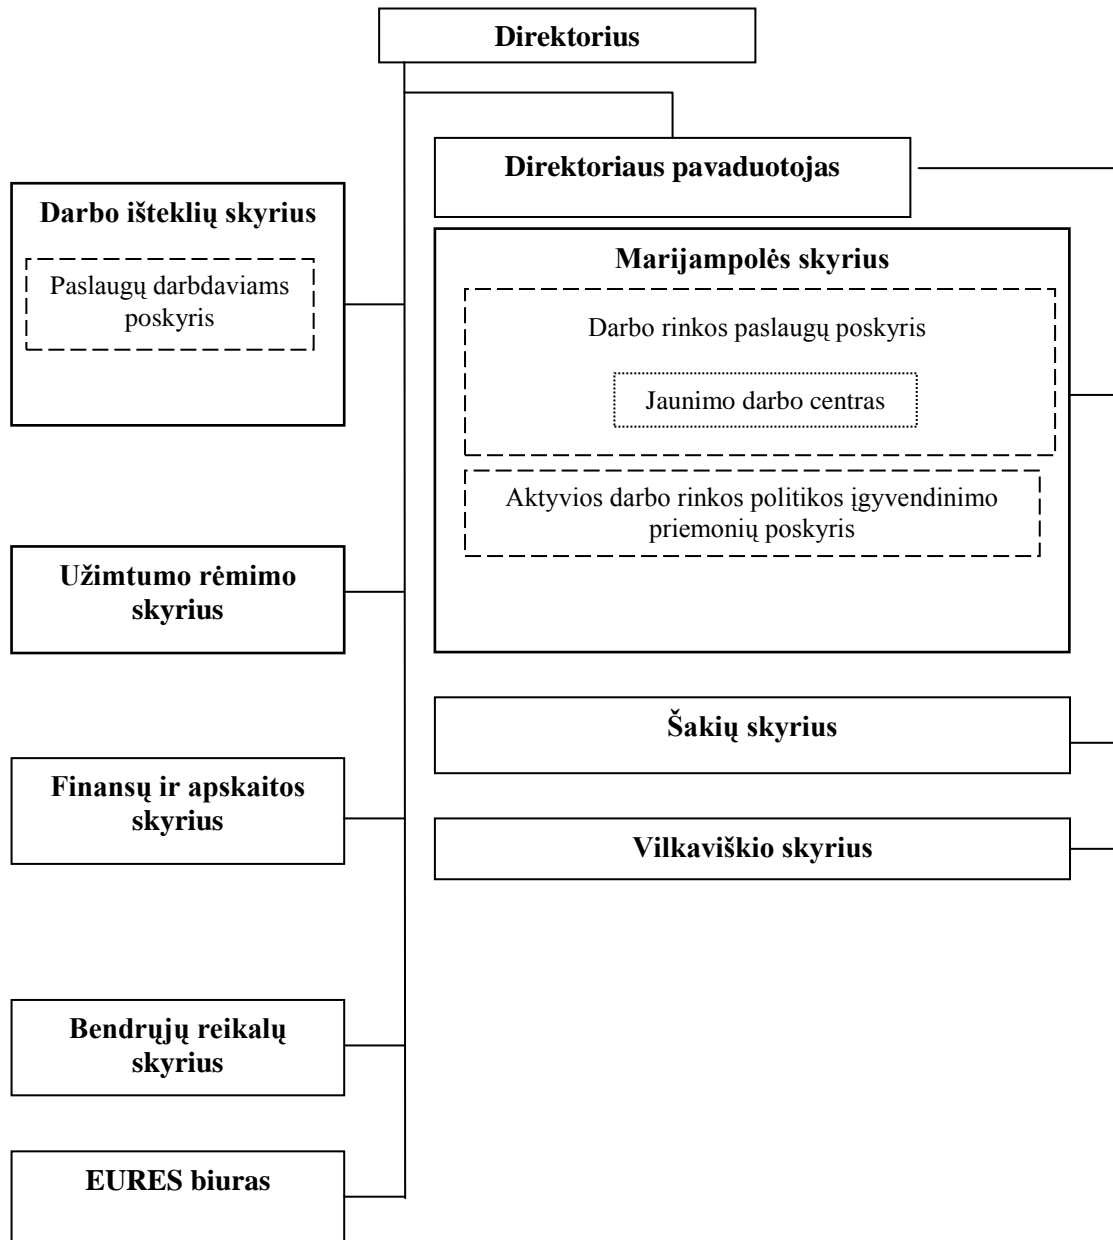 Direktorius
Direktoriaus pavaduotojas
Darbo išteklių skyrius
Paslaugų darbdaviams
poskyris
Marijampolės skyrius
Darbo rinkos paslaugų poskyris
Jaunimo darbo centras
Aktyvios darbo rinkos politikos įgyvendinimo
priemonių poskyris
Užimtumo rėmimo
skyrius
Šakių skyrius
Finansų ir apskaitos
skyrius
Vilkaviškio skyrius
Bendrųjų reikalų
skyrius
EURES biuras